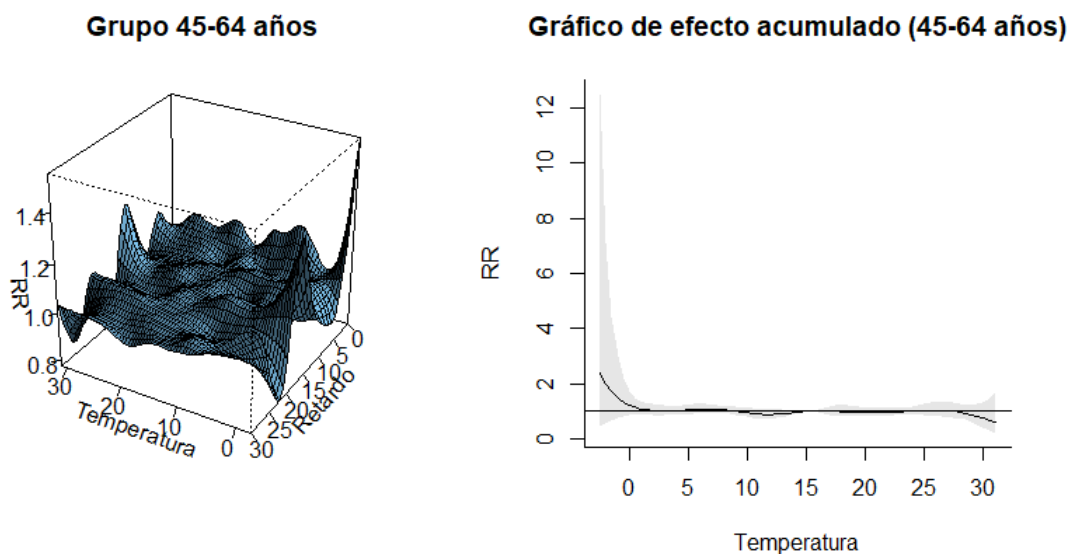 Grupo 45-64 años
1.4
1.2
1.0
0.8
RR
30
20
10
0
Temperatura
0
5
10
15
20
25
30
Retardo
Gráfico de efecto acumulado (45-64 años)
12
10
8
6
4
2
0
RR
0 5 10 15 20 25 30
Temperatura